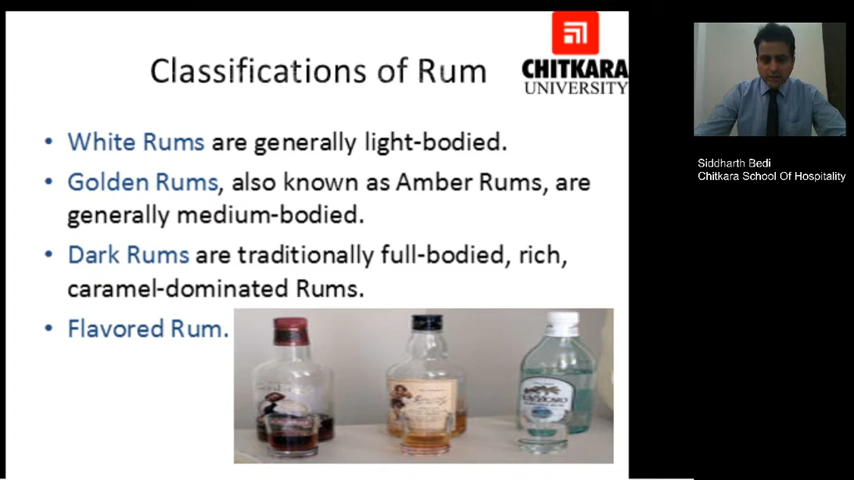 Classifications of Rum
CHITKARA
UNIVERSITY
• White Rums are generally light-bodied.
• Golden Rums, also known as Amber Rums, are
generally medium-bodied.
• Dark Rums are traditionally full-bodied, rich,
caramel-dominated Rums.
• Flavored Rum.
Siddharth Bedi
Chitkara School Of Hospitality